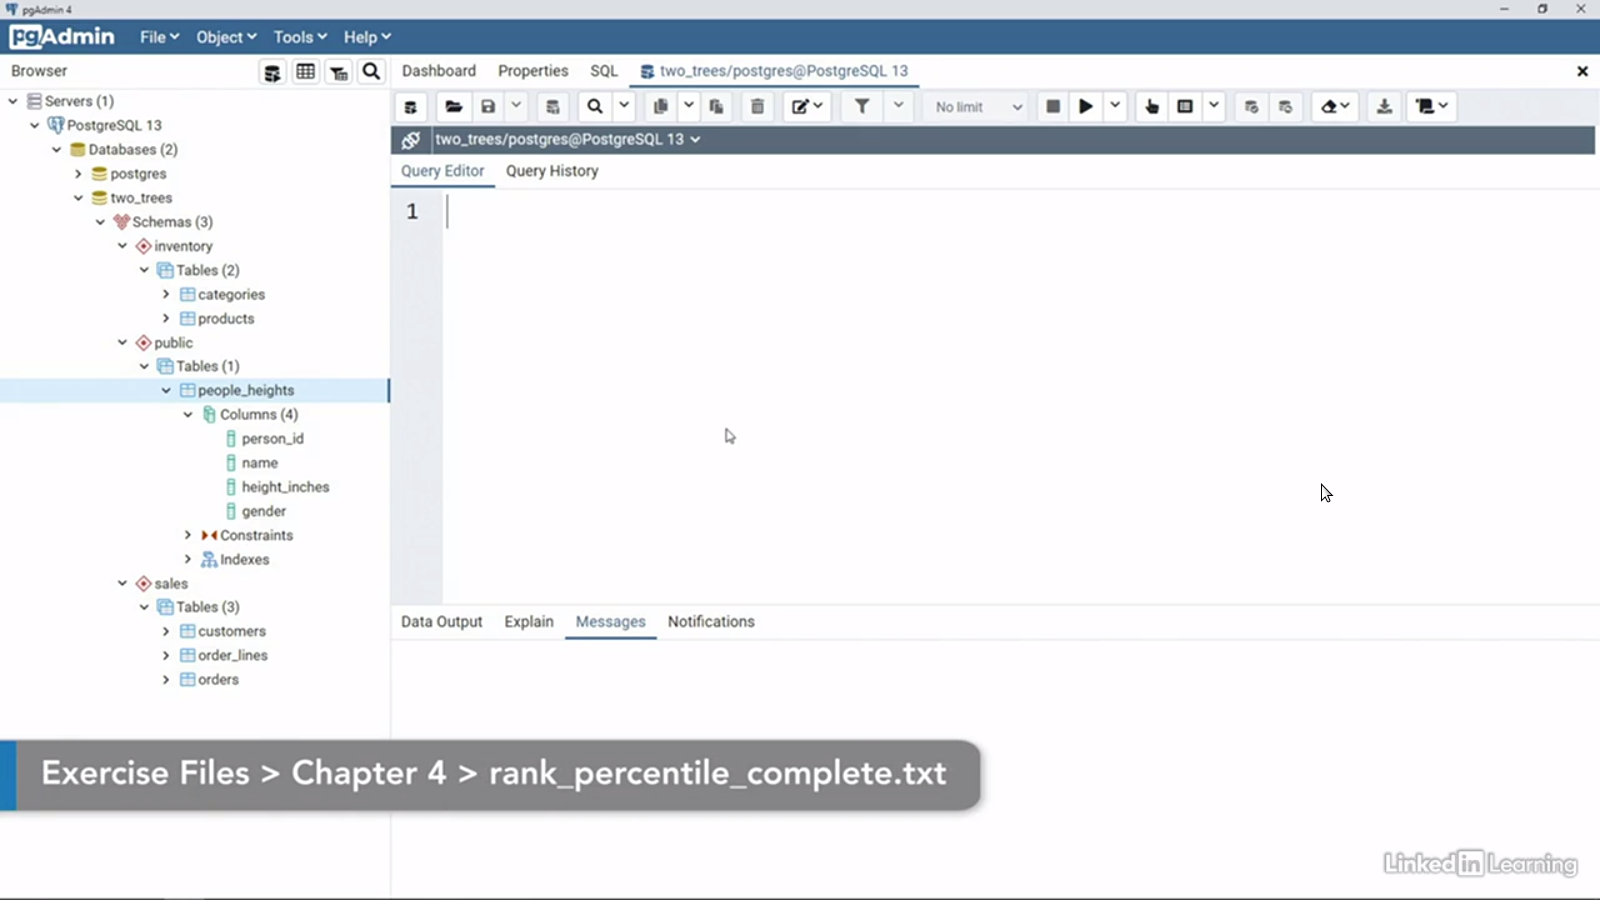 pgAdmin 4
pgAdmin File Object Tools Help
Browser
Dashboard Properties SQL two_trees/postgres@PostgreSQL 13
No limit
two_trees/postgres@PostgreSQL 13
Query Editor Query History
1
Servers (1)
PostgreSQL 13
Databases (2)
postgres
two_trees
Schemas (3)
inventory
Tables (2)
categories
products
public
Tables (1)
people_heights
Columns (4)
person_id
name
height_inches
gender
Constraints
Indexes
sales
Tables (3)
customers
order_lines
orders
Data Output Explain Messages Notifications
Exercise Files > Chapter 4 > rank_percentile_complete.txt
LinkedIn Learning